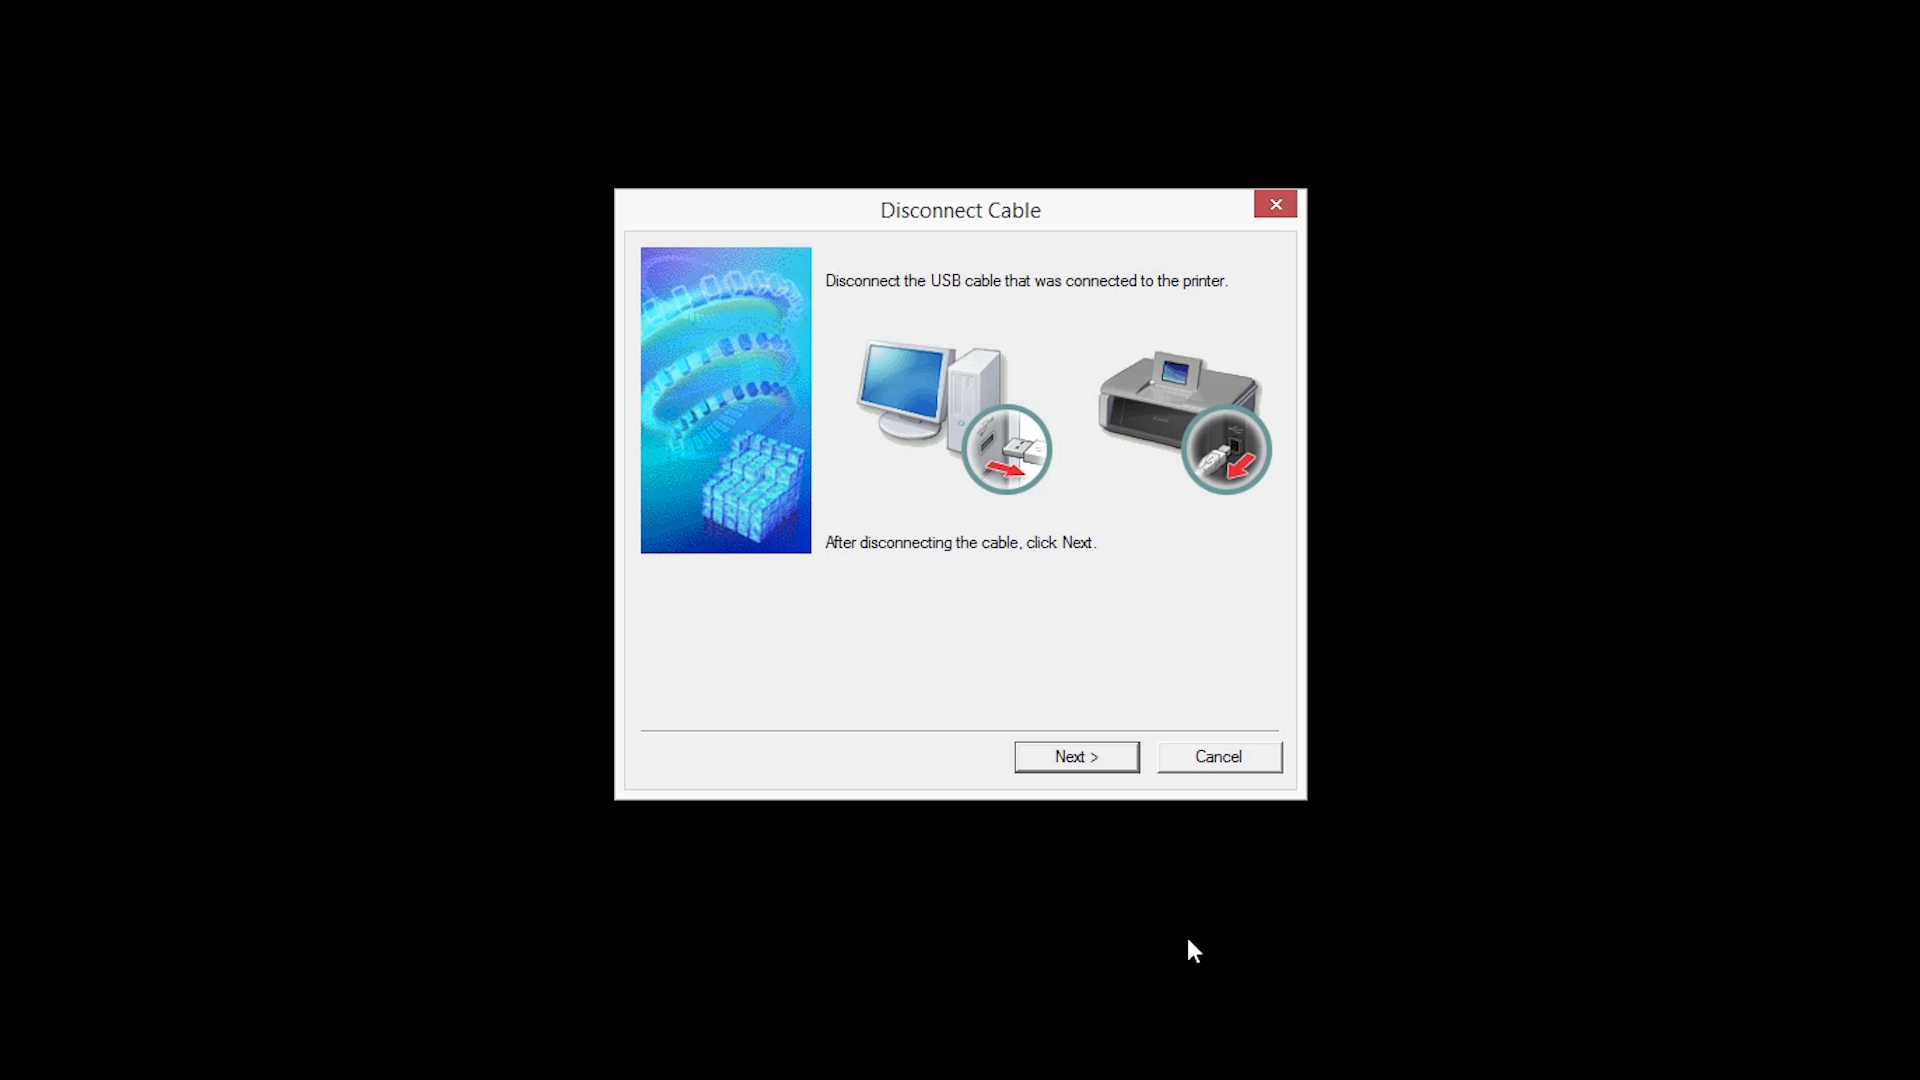 Disconnect Cable
Disconnect the USB cable that was connected to the printer.
After disconnecting the cable, click Next.
Next >
Cancel